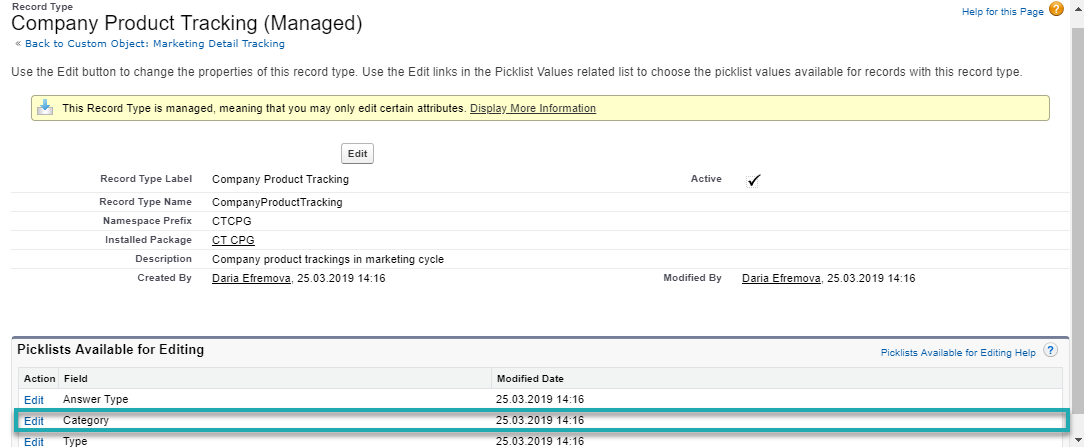 Record Type
Company Product Tracking (Managed)
Help for this Page ?
« Back to Custom Object: Marketing Detail Tracking
Use the Edit button to change the properties of this record type. Use the Edit links in the Picklist Values related list to choose the picklist values available for records with this record type.
This Record Type is managed, meaning that you may only edit certain attributes. Display More Information
Edit
Record Type Label Company Product Tracking Active ✓
Record Type Name CompanyProductTracking
Namespace Prefix CTCPG
Installed Package CT CPG
Description Company product trackings in marketing cycle
Created By Daria Efremova, 25.03.2019 14:16 Modified By Daria Efremova, 25.03.2019 14:16
Picklists Available for Editing Picklists Available for Editing Help ?
Action Field Modified Date
Edit Answer Type 25.03.2019 14:16
Edit Category 25.03.2019 14:16
Edit Type 25.03.2019 14:16